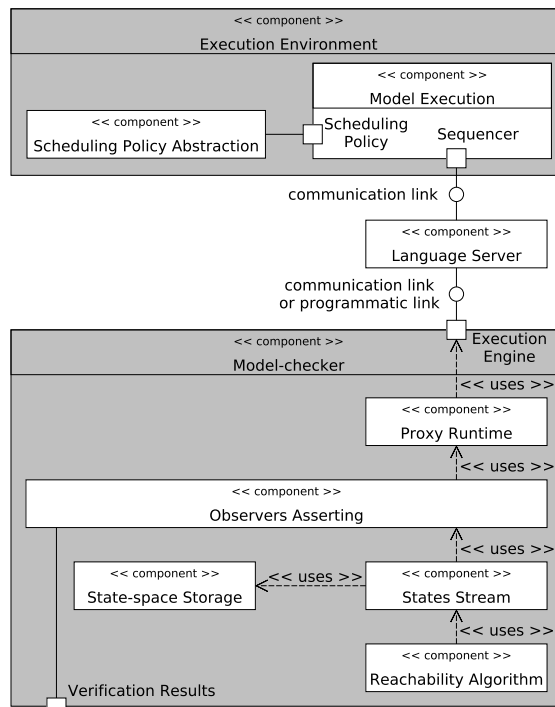 << component >>
Execution Environment
<< component >>
Model Execution
<< component >>
Scheduling Policy Abstraction
Scheduling
Policy
Sequencer
communication link
<< component >>
Language Server
communication link
or programmatic link
<< component >>
Model-checker
Execution
Engine
<< uses >>
<< component >>
Proxy Runtime
<< uses >>
<< component >>
Observers Asserting
<< uses >>
<< component >>
State-space Storage
<< uses >>
<< component >>
States Stream
<< uses >>
<< component >>
Reachability Algorithm
Verification Results